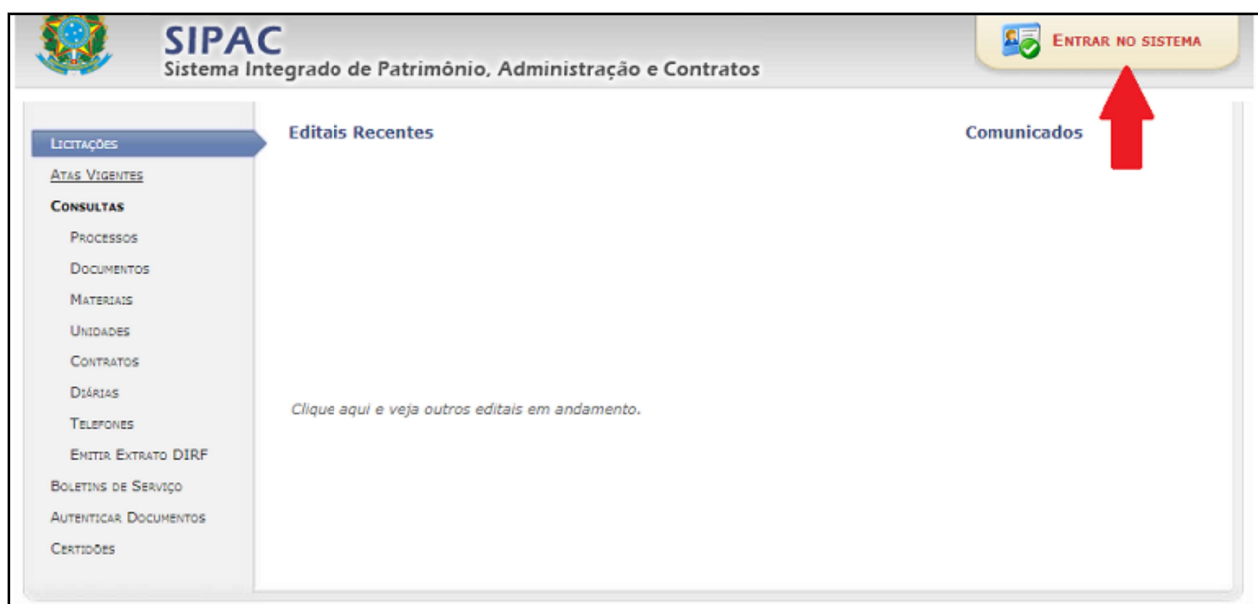 SIPAC
Sistema Integrado de Patrimônio, Administração e Contratos
Entrar no sistema
Licitações
Atas Vigentes
Consultas
Processos
Documentos
Materiais
Unidades
Contratos
Diárias
Telefones
Emitir Extrato DIRF
Boletins de Serviço
Autenticar Documentos
Certidões
Editais Recentes
Clique aqui e veja outros editais em andamento.
Comunicados